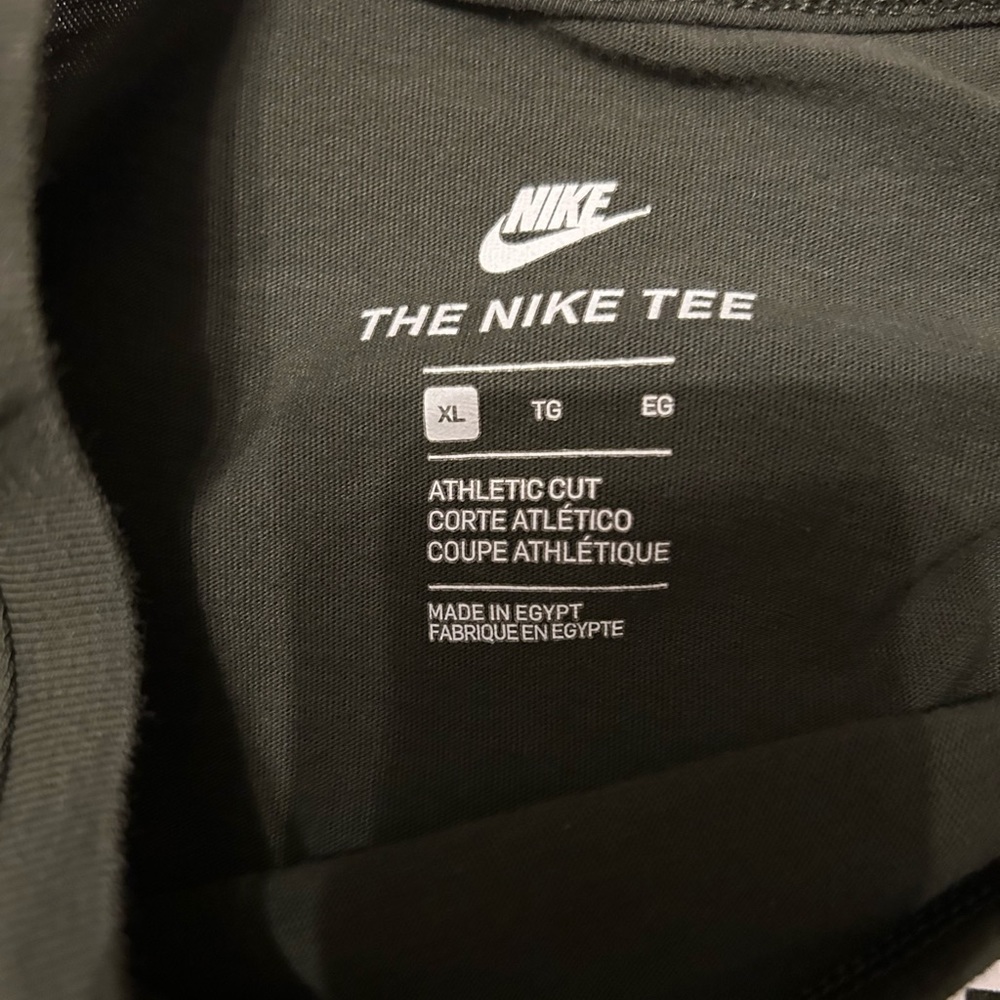 NIKE
THE NIKE TEE
XL TG EG
ATHLETIC CUT
CORTE ATLÉTICO
COUPE ATHLÉTIQUE
MADE IN EGYPT
FABRIQUE EN EGYPTE